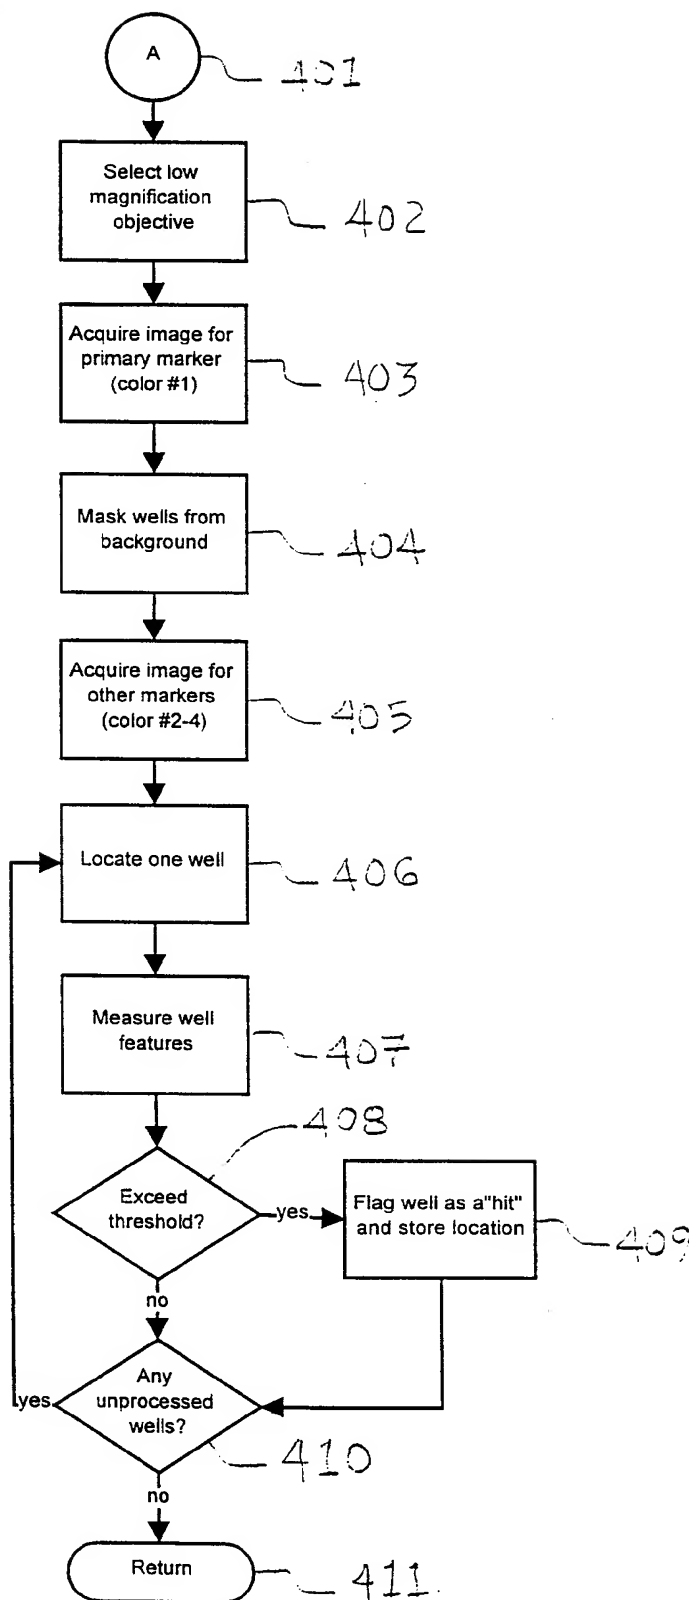 A
401
Select low
magnification
objective
402
Acquire image for
primary marker
(color #1)
403
Mask wells from
background
404
Acquire image for
other markers
(color #2-4)
405
Locate one well
406
Measure well
features
407
408
Exceed
threshold?
yes
Flag well as a"hit"
and store location
409
no
Any
unprocessed
wells?
yes
410
no
Return
411